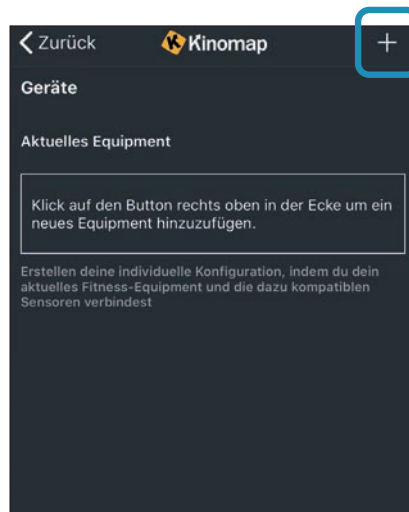 Zurück Kinomap +
Geräte
Aktuelles Equipment
Klick auf den Button rechts oben in der Ecke um ein
neues Equipment hinzuzufügen.
Erstellen deine individuelle Konfiguration, indem du dein
aktuelles Fitness-Equipment und die dazu kompatiblen
Sensoren verbindest